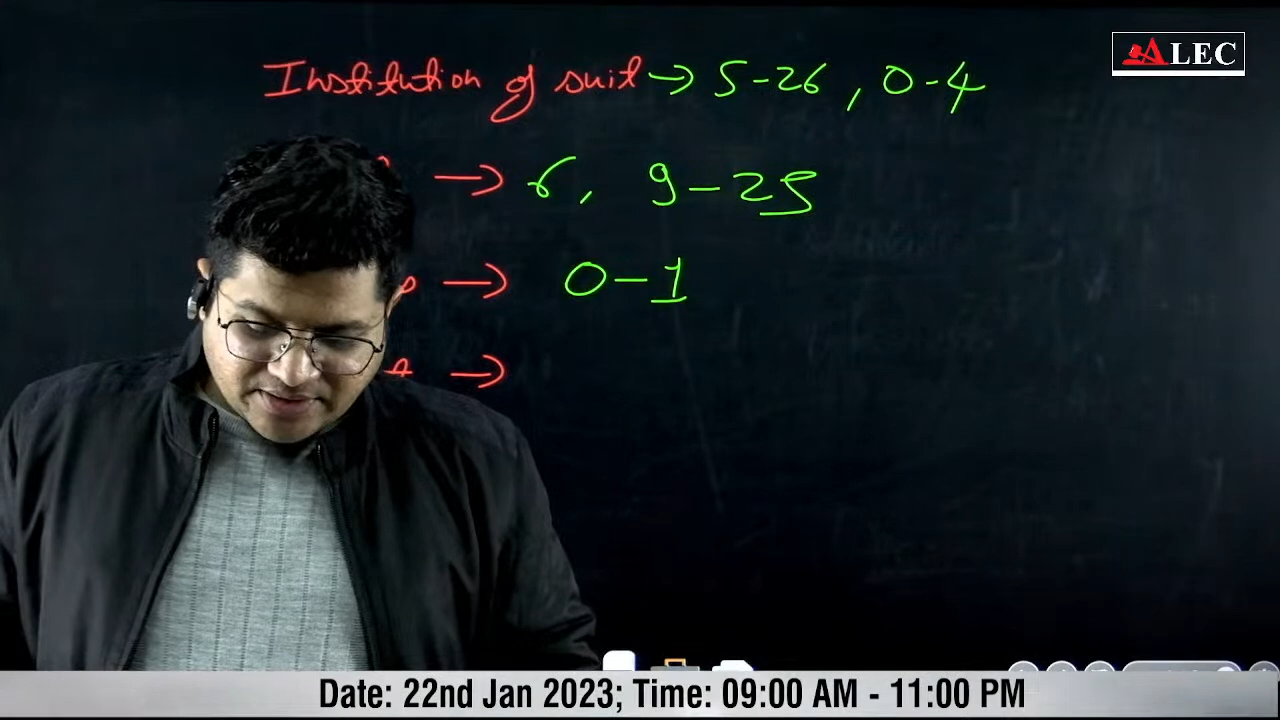 ALEC
Institution of suit → S-26, O-4
→ 6, 9-25
→ O-1
→
Date: 22nd Jan 2023; Time: 09:00 AM - 11:00 PM